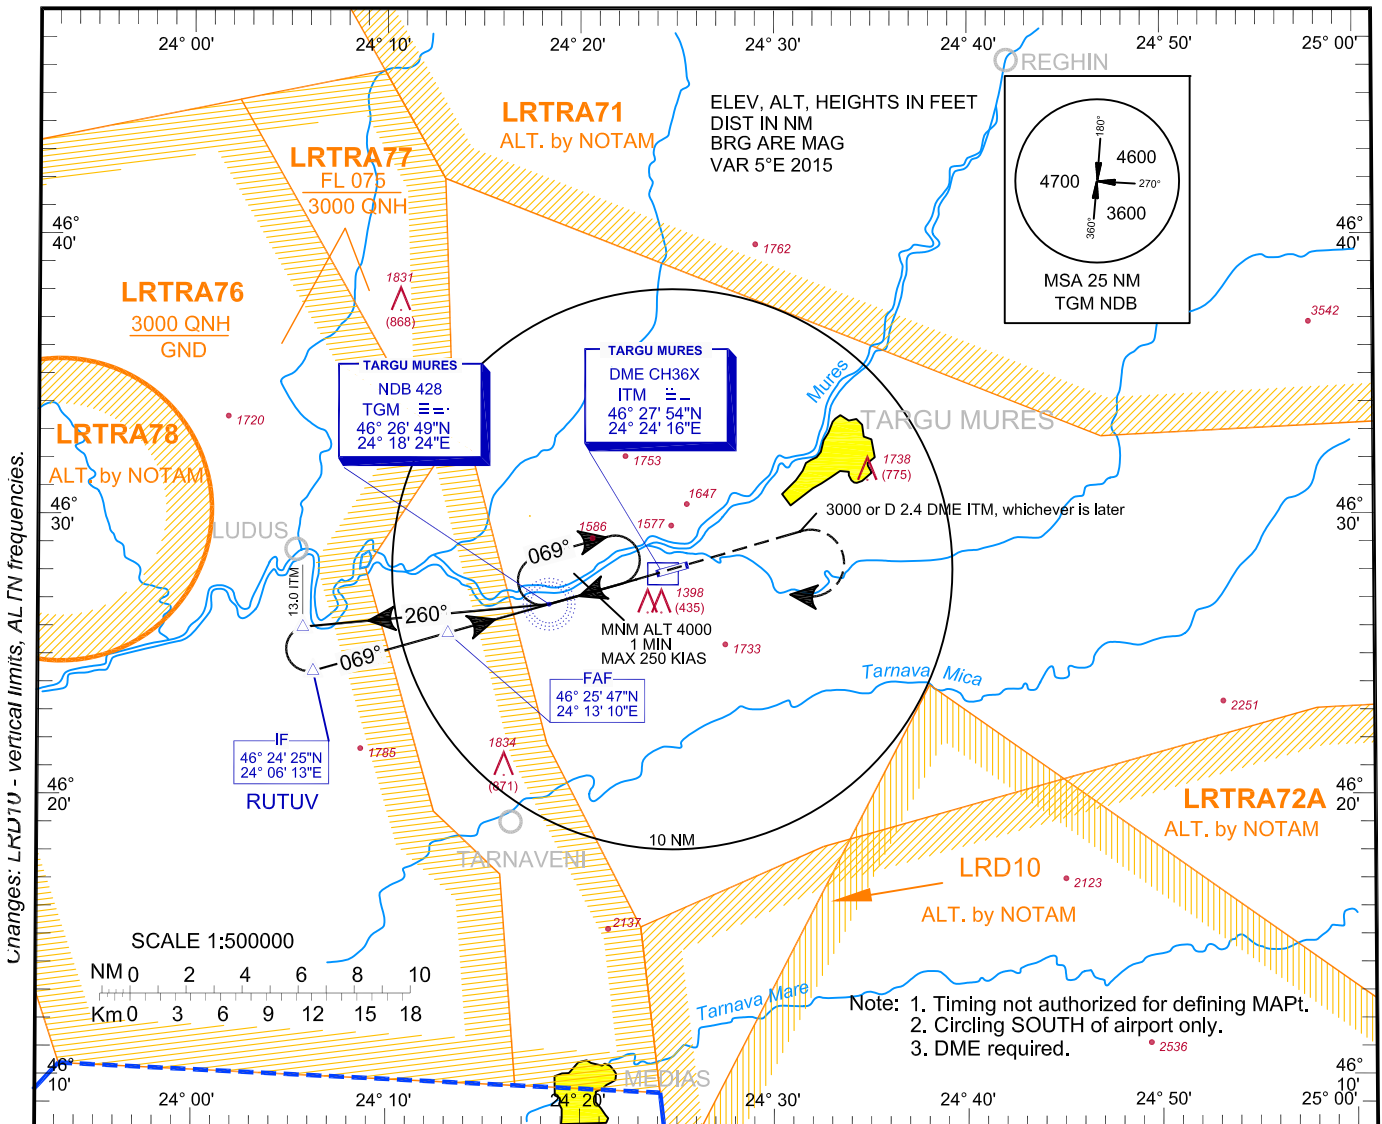 24° 00'
24° 10'
24° 20'
24° 30'
24° 40'
24° 50'
25° 00'
REGHIN
LRTRA71
ALT. by NOTAM
ELEV, ALT, HEIGHTS IN FEET
DIST IN NM
BRG ARE MAG
VAR 5°E 2015
180°
4600
4700
270°
3600
360°
MSA 25 NM
TGM NDB
LRTRA77
FL 075
3000 QNH
46°
40'
46°
40'
1762
1831
(868)
LRTRA76
3000 QNH
GND
3542
TARGU MURES
NDB 428
TGM
46° 26' 49"N
24° 18' 24"E
TARGU MURES
DME CH36X
ITM
46° 27' 54"N
24° 24' 16"E
Mures
1720
TARGU MURES
LRTRA78
ALT. by NOTAM
1753
1738
(775)
1647
46°
30'
46°
30'
3000 or D 2.4 DME ITM, whichever is later
1577
1586
LUDUS
069°
13.0 ITM
1398
(435)
260°
MNM ALT 4000
1 MIN
MAX 250 KIAS
1733
069°
FAF
46° 25' 47"N
24° 13' 10"E
Tarnava Mica
2251
IF
46° 24' 25"N
24° 06' 13"E
RUTUV
1785
1834
(871)
46°
20'
LRTRA72A
ALT. by NOTAM
46°
20'
10 NM
TARNAVENI
LRD10
ALT. by NOTAM
2123
2137
SCALE 1:500000
NM 0 2 4 6 8 10
Km 0 3 6 9 12 15 18
Tarnava Mare
Note: 1. Timing not authorized for defining MAPt.
2. Circling SOUTH of airport only.
3. DME required.
2536
46°
10'
46°
10'
MEDIAS
24° 00'
24° 10'
24° 20'
24° 30'
24° 40'
24° 50'
25° 00'
Changes: LRD10 - vertical limits, AL FN frequencies.